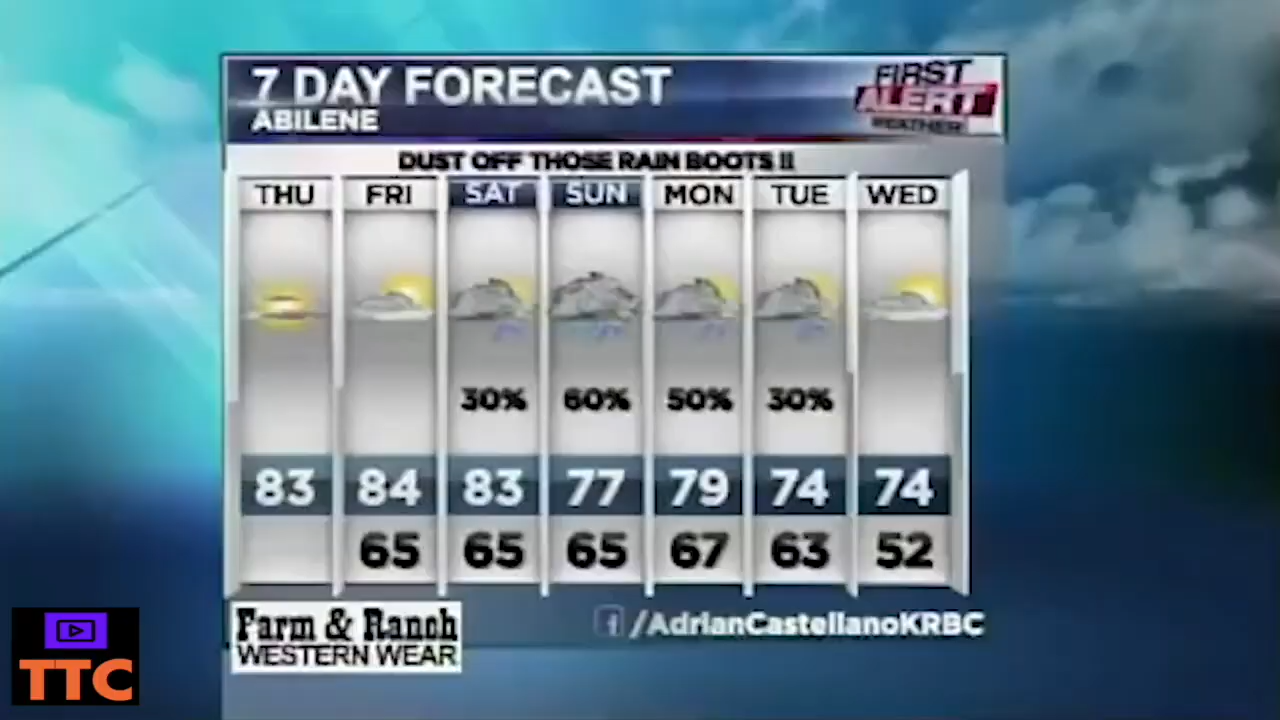 7 DAY FORECAST
ABILENE
FIRST
ALERT
WEATHER
DUST OFF THOSE RAIN BOOTS !!
THU FRI SAT SUN MON TUE WED
30% 60% 50% 30%
83 84 83 77 79 74 74
65 65 65 67 63 52
Farm & Ranch
WESTERN WEAR
f /AdrianCastellanoKRBC
TTC